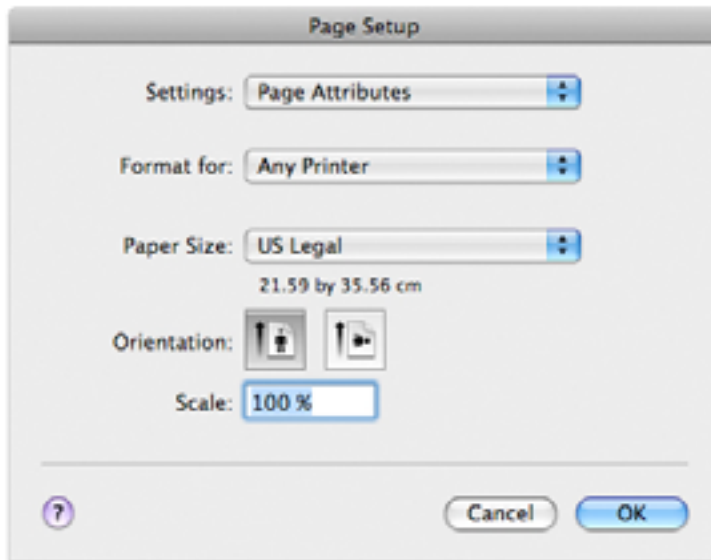 Page Setup
Settings: Page Attributes
Format for: Any Printer
Paper Size: US Legal
21.59 by 35.56 cm
Orientation:
Scale: 100 %
? Cancel OK